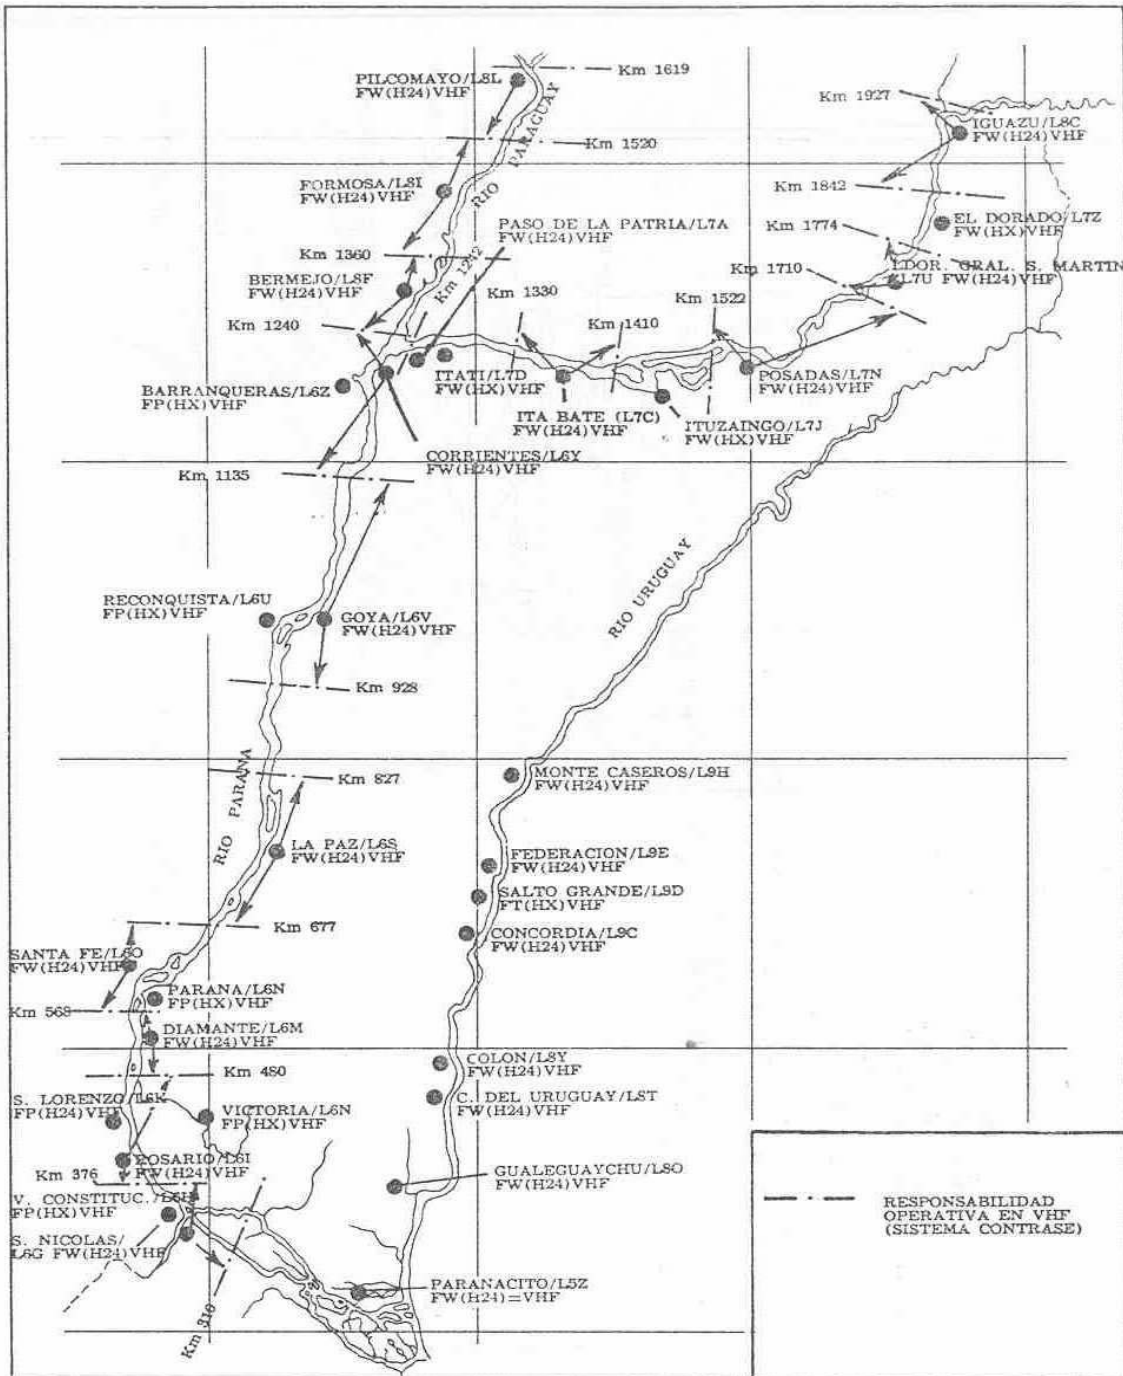 PILCOMAYO/L8L
FW(H24)VHF
Km 1619
Km 1520
RIO PARAGUAY
FORMOSA/L8I
FW(H24)VHF
Km 1360
BERMEJO/L8F
FW(H24)VHF
Km 1240
Km 1242
PASO DE LA PATRIA/L7A
FW(H24)VHF
Km 1330
Km 1410
Km 1522
Km 1927
IGUAZU/L8C
FW(H24)VHF
Km 1842
EL DORADO/L7Z
FW(HX)VHF
Km 1774
Km 1710
LDOR. GRAL. S. MARTIN
L7U FW(H24)VHF
BARRANQUERAS/L6Z
FP(HX)VHF
ITATI/L7D
FW(HX)VHF
ITA BATE (L7C)
FW(H24)VHF
ITUZAINGO/L7J
FW(HX)VHF
POSADAS/L7N
FW(H24)VHF
CORRIENTES/L6Y
FW(H24)VHF
Km 1135
RECONQUISTA/L6U
FP(HX)VHF
GOYA/L6V
FW(H24)VHF
Km 928
RIO URUGUAY
RIO PARANA
Km 827
LA PAZ/L6S
FW(H24)VHF
Km 677
MONTE CASEROS/L9H
FW(H24)VHF
FEDERACION/L9E
FW(H24)VHF
SALTO GRANDE/L9D
FT(HX)VHF
CONCORDIA/L9C
FW(H24)VHF
SANTA FE/L6O
FW(H24)VHF
PARANA/L6N
FP(HX)VHF
Km 568
DIAMANTE/L6M
FW(H24)VHF
Km 480
S. LORENZO/L6K
FP(H24)VHF
VICTORIA/L6N
FP(HX)VHF
ROSARIO/L6I
FW(H24)VHF
Km 376
V. CONSTITUC./L6H
FP(HX)VHF
S. NICOLAS/
L6G FW(H24)VHF
Km 316
COLON/L8Y
FW(H24)VHF
C. DEL URUGUAY/L8T
FW(H24)VHF
GUALEGUAYCHU/L8O
FW(H24)VHF
PARANACITO/L5Z
FW(H24)=VHF
RESPONSABILIDAD
OPERATIVA EN VHF
(SISTEMA CONTRASE)